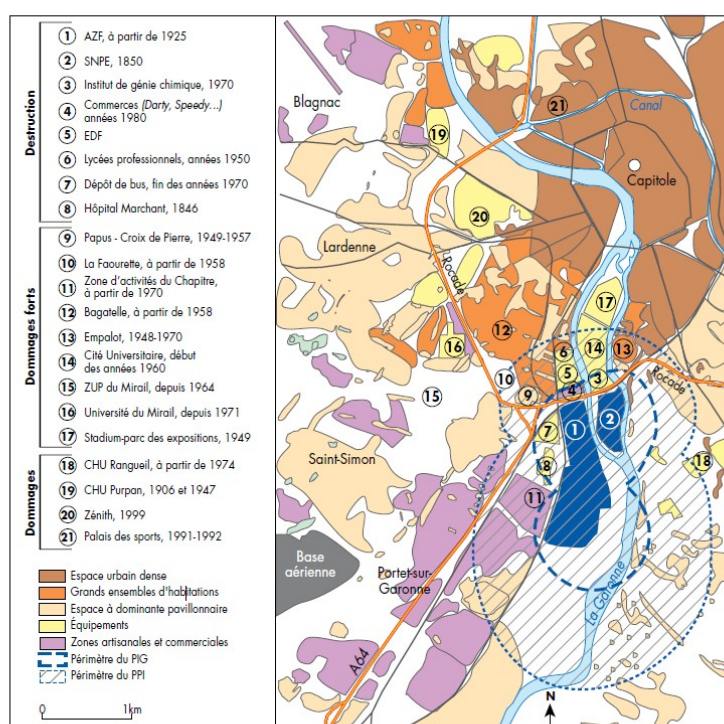 Destruction
1 AZF, à partir de 1925
2 SNPE, 1850
3 Institut de génie chimique, 1970
4 Commerces (Darty, Speedy...)
années 1980
5 EDF
6 Lycées professionnels, années 1950
7 Dépôt de bus, fin des années 1970
8 Hôpital Marchant, 1846
Dommages forts
9 Papus - Croix de Pierre, 1949-1957
10 La Faourette, à partir de 1958
11 Zone d'activités du Chapitre,
à partir de 1970
12 Bagatelle, à partir de 1958
13 Empalot, 1948-1970
14 Cité Universitaire, début
des années 1960
15 ZUP du Mirail, depuis 1964
16 Université du Mirail, depuis 1971
17 Stadium-parc des expositions, 1949
Dommages
18 CHU Rangueil, à partir de 1974
19 CHU Purpan, 1906 et 1947
20 Zénith, 1999
21 Palais des sports, 1991-1992
Espace urbain dense
Grands ensembles d'habitations
Espace à dominante pavillonnaire
Équipements
Zones artisanales et commerciales
Périmètre du PIG
Périmètre du PPI
0 1km
Blagnac
21
Canal
19
Capitole
20
Lardenne
Rocade
17
12
6
14
13
16
5
10
3
Rocade
15
9
4
1
2
7
Saint-Simon
8
18
11
Base
aérienne
Portet-sur-
Garonne
La Garonne
A64
N